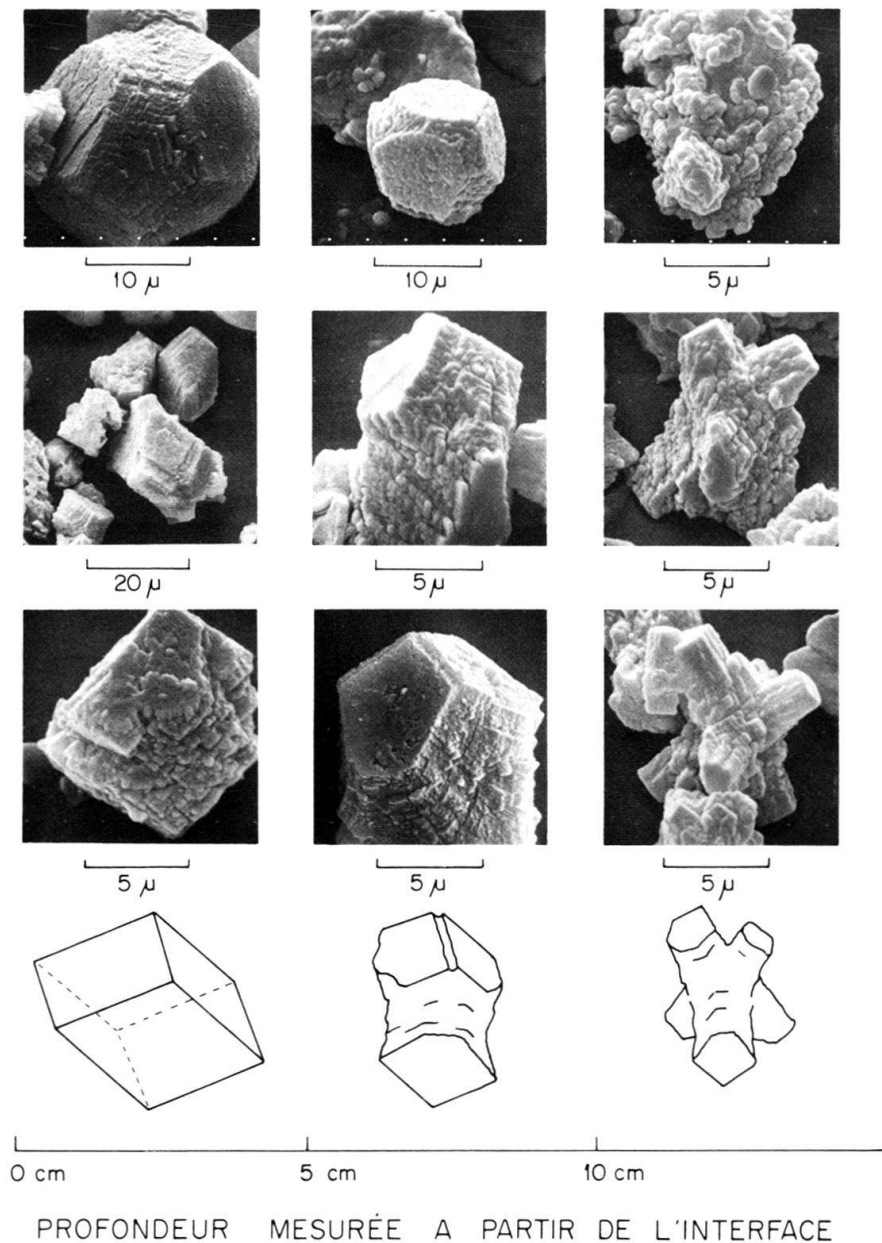 10 μ
10 μ
5 μ
20 μ
5 μ
5 μ
5 μ
5 μ
5 μ
0 cm
5 cm
10 cm
PROFONDEUR MESURÉE A PARTIR DE L'INTERFACE